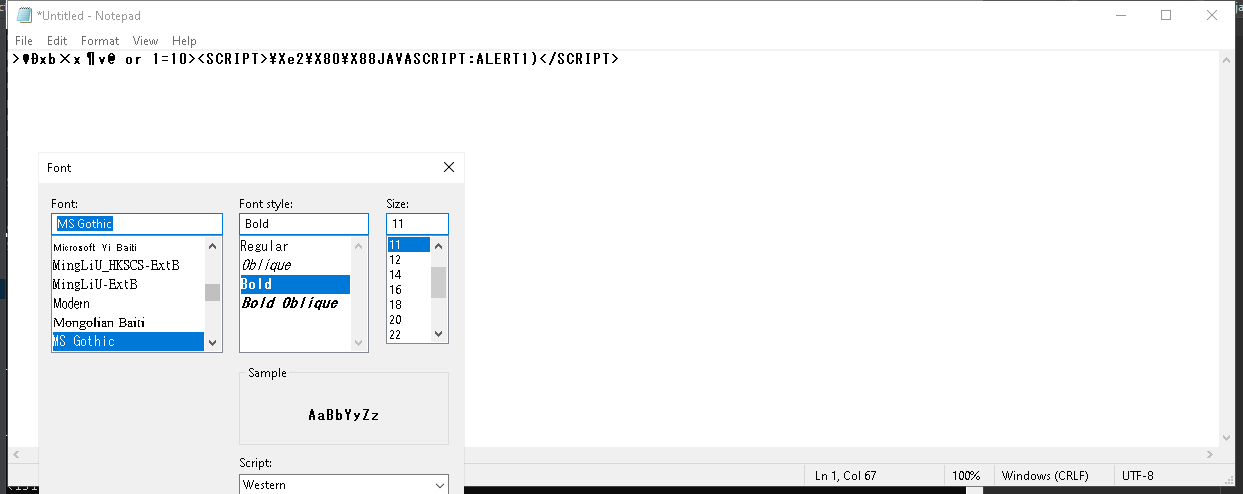 *Untitled - Notepad
File Edit Format View Help
>♥Đxb×x¶v@ or 1=10><SCRIPT>¥Xe2¥X80¥X88JAVASCRIPT:ALERT1)</SCRIPT>
Font
Font: Font style: Size:
MS Gothic Bold 11
Microsoft Yi Baiti Regular 11
MingLiU_HKSCS-ExtB Oblique 12
MingLiU-ExtB Bold 14
Modern Bold Oblique 16
Mongolian Baiti 18
MS Gothic 20
22
Sample
AaBbYyZz
Script:
Western
Ln 1, Col 67 100% Windows (CRLF) UTF-8